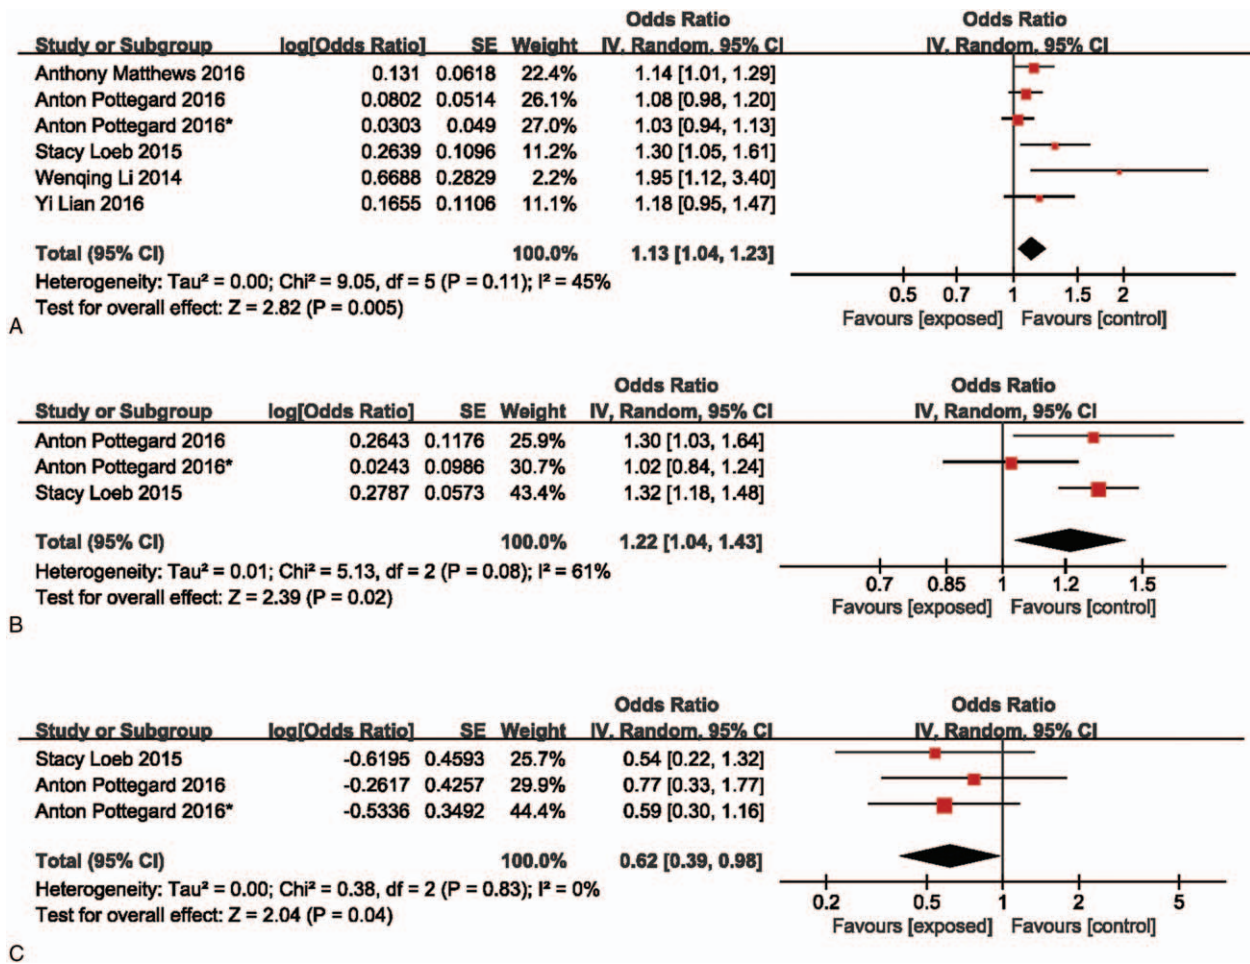 Odds Ratio Odds Ratio
Study or Subgroup log[Odds Ratio] SE Weight IV, Random, 95% CI IV, Random, 95% CI
Anthony Matthews 2016 0.131 0.0618 22.4% 1.14 [1.01, 1.29]
Anton Pottegard 2016 0.0802 0.0514 26.1% 1.08 [0.98, 1.20]
Anton Pottegard 2016* 0.0303 0.049 27.0% 1.03 [0.94, 1.13]
Stacy Loeb 2015 0.2639 0.1096 11.2% 1.30 [1.05, 1.61]
Wenqing Li 2014 0.6688 0.2829 2.2% 1.95 [1.12, 3.40]
Yi Lian 2016 0.1655 0.1106 11.1% 1.18 [0.95, 1.47]
Total (95% CI) 100.0% 1.13 [1.04, 1.23]
Heterogeneity: Tau² = 0.00; Chi² = 9.05, df = 5 (P = 0.11); I² = 45%
Test for overall effect: Z = 2.82 (P = 0.005)
0.5 0.7 1 1.5 2
Favours [exposed] Favours [control]
A
Odds Ratio Odds Ratio
Study or Subgroup log[Odds Ratio] SE Weight IV, Random, 95% CI IV, Random, 95% CI
Anton Pottegard 2016 0.2643 0.1176 25.9% 1.30 [1.03, 1.64]
Anton Pottegard 2016* 0.0243 0.0986 30.7% 1.02 [0.84, 1.24]
Stacy Loeb 2015 0.2787 0.0573 43.4% 1.32 [1.18, 1.48]
Total (95% CI) 100.0% 1.22 [1.04, 1.43]
Heterogeneity: Tau² = 0.01; Chi² = 5.13, df = 2 (P = 0.08); I² = 61%
Test for overall effect: Z = 2.39 (P = 0.02)
0.7 0.85 1 1.2 1.5
Favours [exposed] Favours [control]
B
Odds Ratio Odds Ratio
Study or Subgroup log[Odds Ratio] SE Weight IV, Random, 95% CI IV, Random, 95% CI
Stacy Loeb 2015 -0.6195 0.4593 25.7% 0.54 [0.22, 1.32]
Anton Pottegard 2016 -0.2617 0.4257 29.9% 0.77 [0.33, 1.77]
Anton Pottegard 2016* -0.5336 0.3492 44.4% 0.59 [0.30, 1.16]
Total (95% CI) 100.0% 0.62 [0.39, 0.98]
Heterogeneity: Tau² = 0.00; Chi² = 0.38, df = 2 (P = 0.83); I² = 0%
Test for overall effect: Z = 2.04 (P = 0.04)
0.2 0.5 1 2 5
Favours [exposed] Favours [control]
C